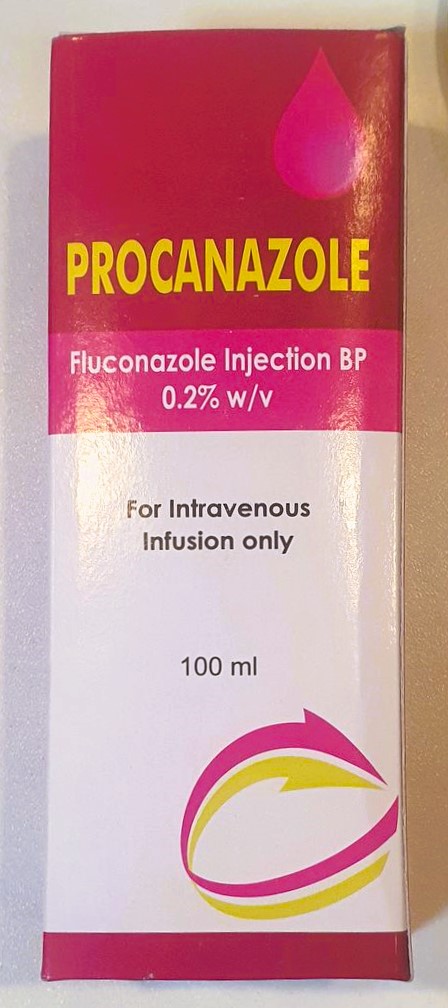 PROCANAZOLE
Fluconazole Injection BP
0.2% w/v
For Intravenous
Infusion only
100 ml